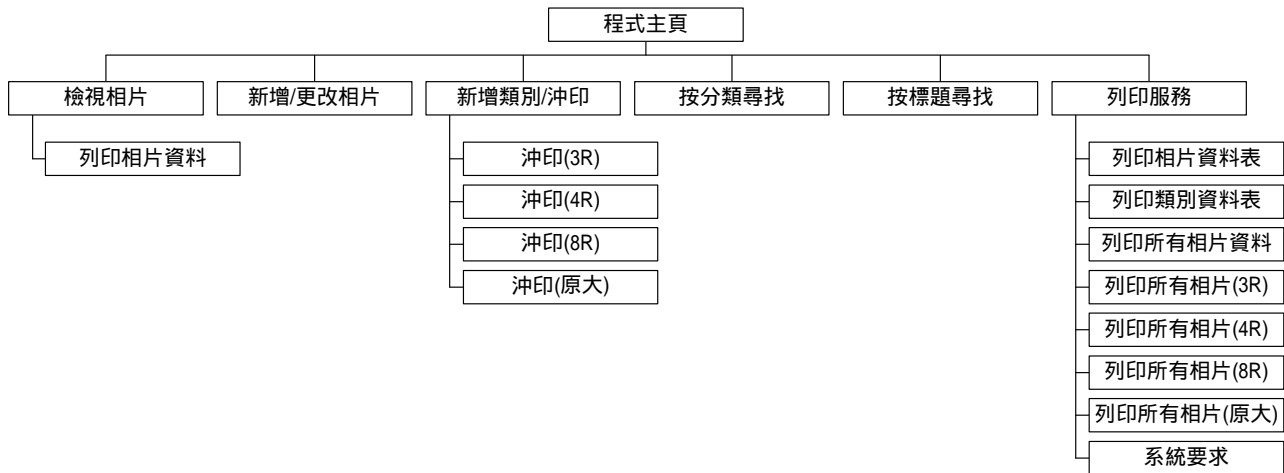 程式主頁
檢視相片
新增/更改相片
新增類別/沖印
按分類尋找
按標題尋找
列印服務
列印相片資料
沖印(3R)
沖印(4R)
沖印(8R)
沖印(原大)
列印相片資料表
列印類別資料表
列印所有相片資料
列印所有相片(3R)
列印所有相片(4R)
列印所有相片(8R)
列印所有相片(原大)
系統要求